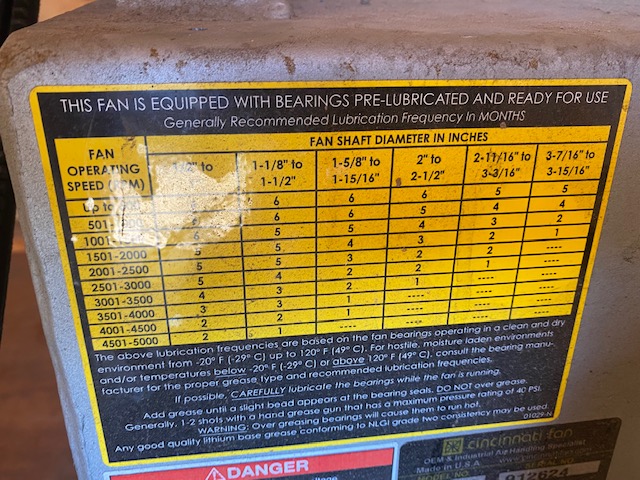 THIS FAN IS EQUIPPED WITH BEARINGS PRE-LUBRICATED AND READY FOR USE
Generally Recommended Lubrication Frequency In MONTHS
FAN SHAFT DIAMETER IN INCHES
FAN OPERATING SPEED 1-1/8" to 1-1/2" 1-5/8" to 1-15/16" 2" to 2-1/2" 2-11/16" to 3-3/16" 3-7/16" to 3-15/16"
Up to 6 6 6 5 5
6 6 5 4 4
5 5 4 3 2
1501-2000 5 5 4 3 2 1
2001-2500 5 5 3 2 2 ----
2501-3000 5 4 2 2 1 ----
3001-3500 4 3 2 1 ---- ----
3501-4000 3 3 1 ---- ---- ----
4001-4500 2 2 1 ---- ---- ----
4501-5000 2 1 ---- ---- ---- ----
The above lubrication frequencies are based on the fan bearings operating in a clean and dry
environment from -20° F (-29° C) up to 120° F (49° C). For hostile, moisture laden environments
and/or temperatures below -20° F (-29° C) or above 120° F (49° C), consult the bearing manu-
facturer for the proper grease type and recommended lubrication frequencies.
If possible, CAREFULLY lubricate the bearings while the fan is running.
Add grease until a slight bead appears at the bearing seals. DO NOT over grease.
Generally, 1-2 shots with a hand grease gun that has a maximum pressure rating of 40 PSI.
WARNING: Over greasing bearings will cause them to run hot.
Any good quality lithium base grease conforming to NLGI grade two consistency may be used.
01029-N
DANGER
cincinnati fan
OEM & Industrial Air Handling Specialist
Made in U.S.A.
MODEL NO.